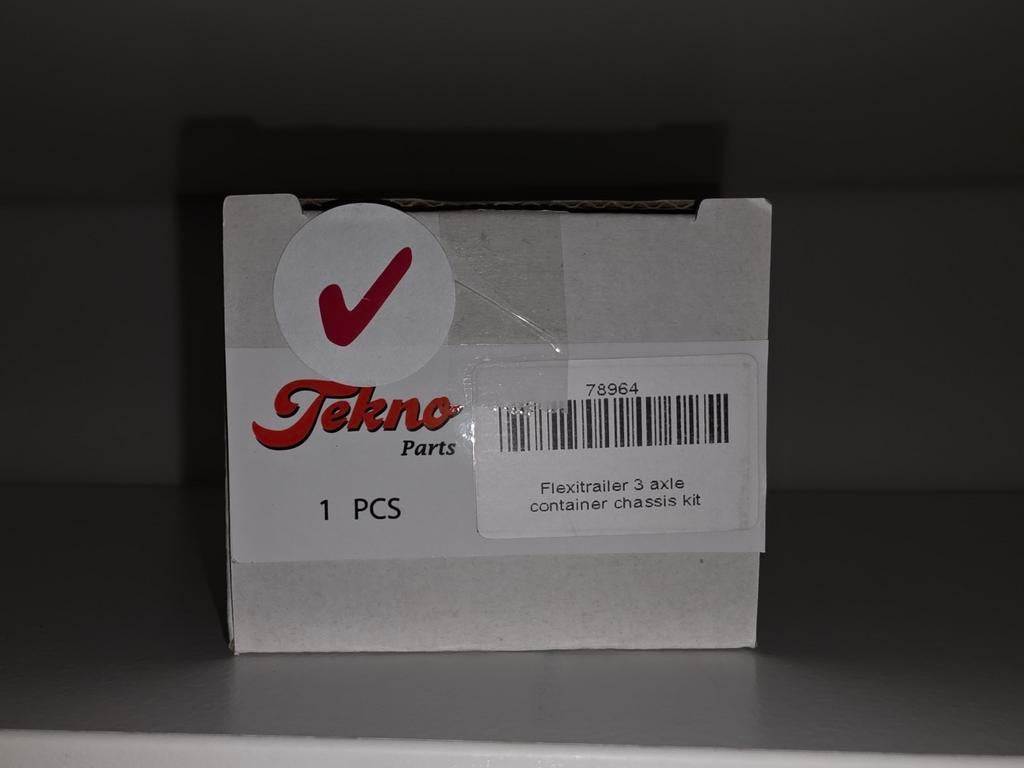 Tekno
Parts
1 PCS
78964
Flexitrailer 3 axle
container chassis kit